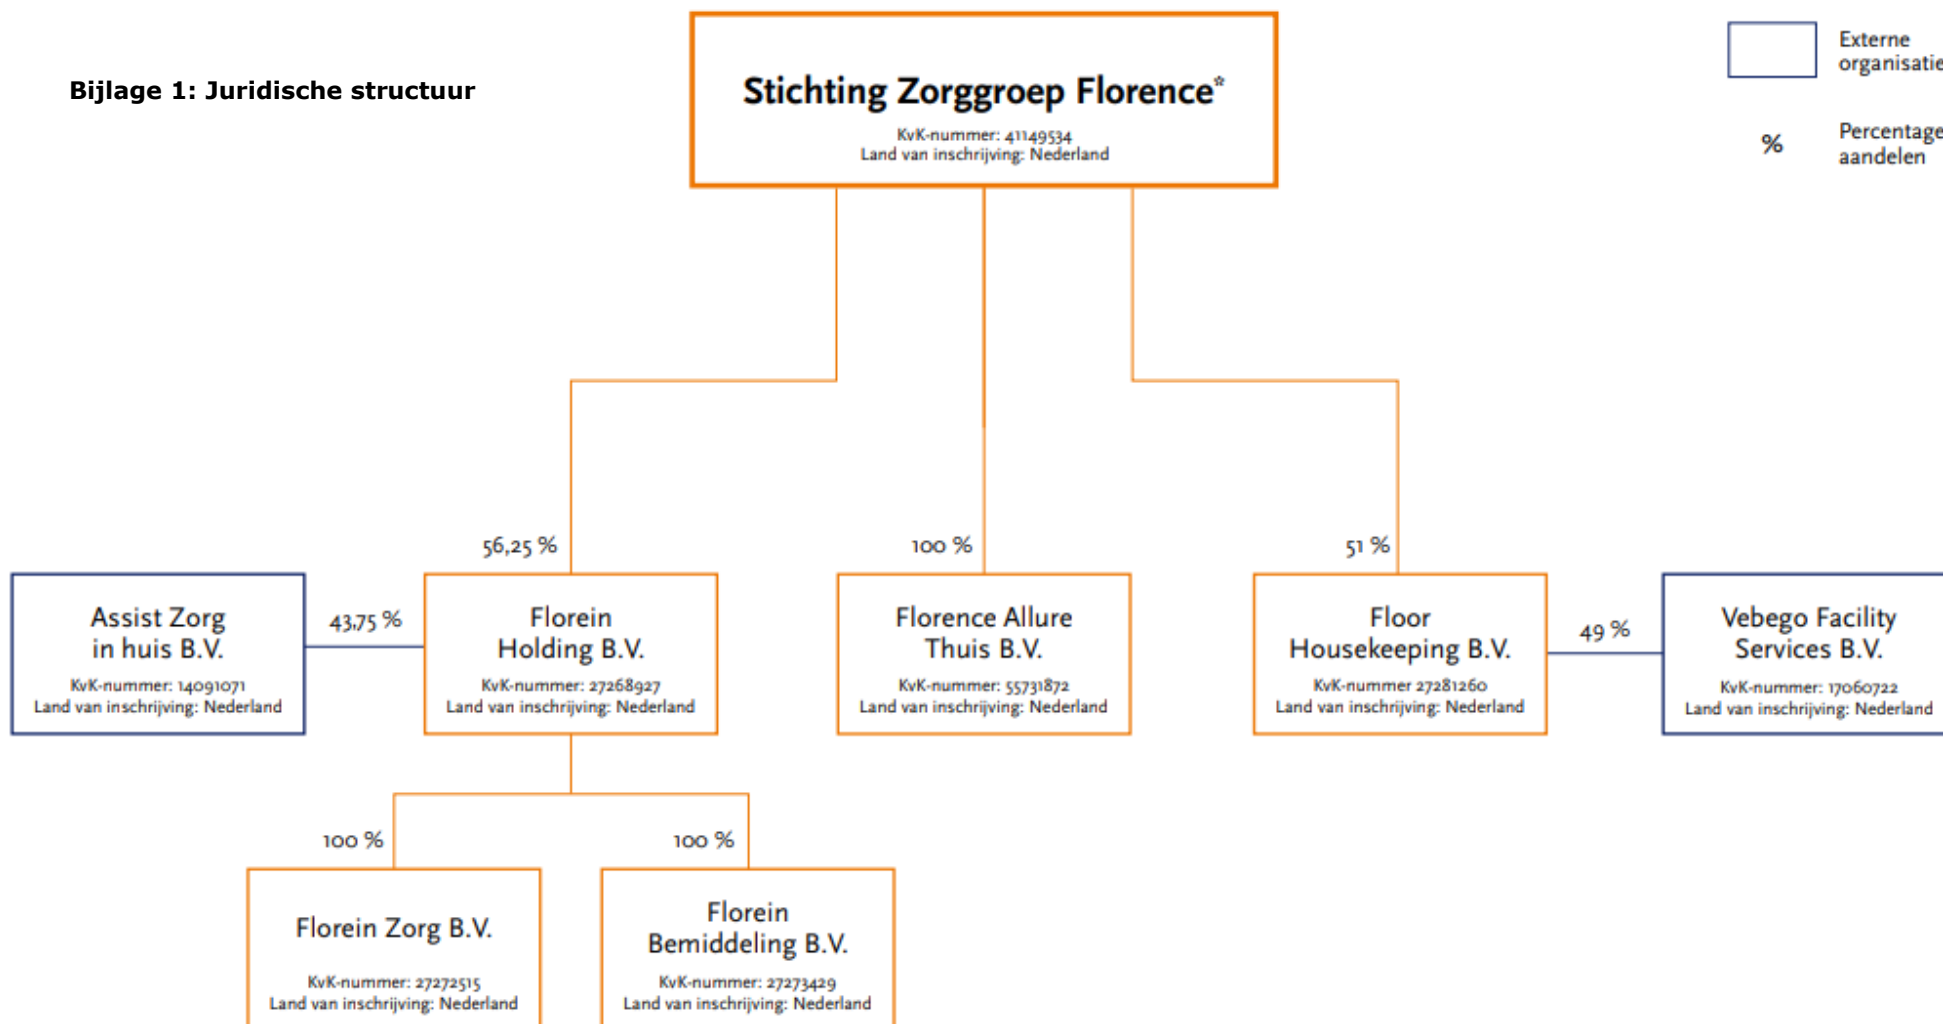 Bijlage 1: Juridische structuur
Stichting Zorggroep Florence*
KvK-nummer: 41149534
Land van inschrijving: Nederland
Externe
organisatie
%
Percentage
aandelen
56,25 %
100 %
51 %
Assist Zorg
in huis B.V.
KvK-nummer: 14091071
Land van inschrijving: Nederland
43,75 %
Florein
Holding B.V.
KvK-nummer: 27268927
Land van inschrijving: Nederland
Florence Allure
Thuis B.V.
KvK-nummer: 55731872
Land van inschrijving: Nederland
Floor
Housekeeping B.V.
KvK-nummer 27281260
Land van inschrijving: Nederland
49 %
Vebego Facility
Services B.V.
KvK-nummer: 17060722
Land van inschrijving: Nederland
100 %
100 %
Florein Zorg B.V.
KvK-nummer: 27272515
Land van inschrijving: Nederland
Florein
Bemiddeling B.V.
KvK-nummer: 27273429
Land van inschrijving: Nederland